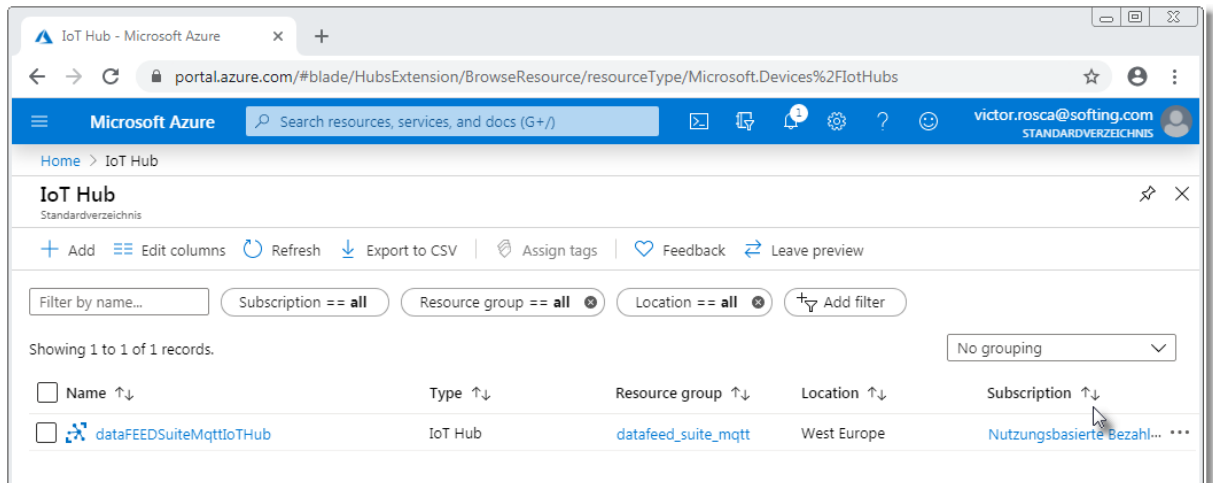 IoT Hub - Microsoft Azure
portal.azure.com/#blade/HubsExtension/BrowseResource/resourceType/Microsoft.Devices%2FIotHubs
Microsoft Azure Search resources, services, and docs (G+/) 1 victor.rosca@softing.com
STANDARDVERZEICHNIS
Home > IoT Hub
IoT Hub
Standardverzeichnis
Add Edit columns Refresh Export to CSV Assign tags Feedback Leave preview
Filter by name... Subscription == all Resource group == all Location == all Add filter
Showing 1 to 1 of 1 records. No grouping
Name ↑↓ Type ↑↓ Resource group ↑↓ Location ↑↓ Subscription ↑↓
dataFEEDSuiteMqttIoTHub IoT Hub datafeed_suite_mqtt West Europe Nutzungsbasierte Bezahl... ...